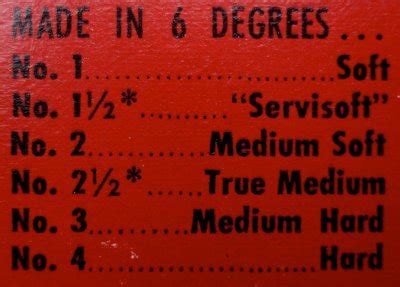 MADE IN 6 DEGREES...
No. 1....................Soft
No. 1½*.........."Servisoft"
No. 2..........Medium Soft
No. 2½*......True Medium
No. 3........Medium Hard
No. 4....................Hard